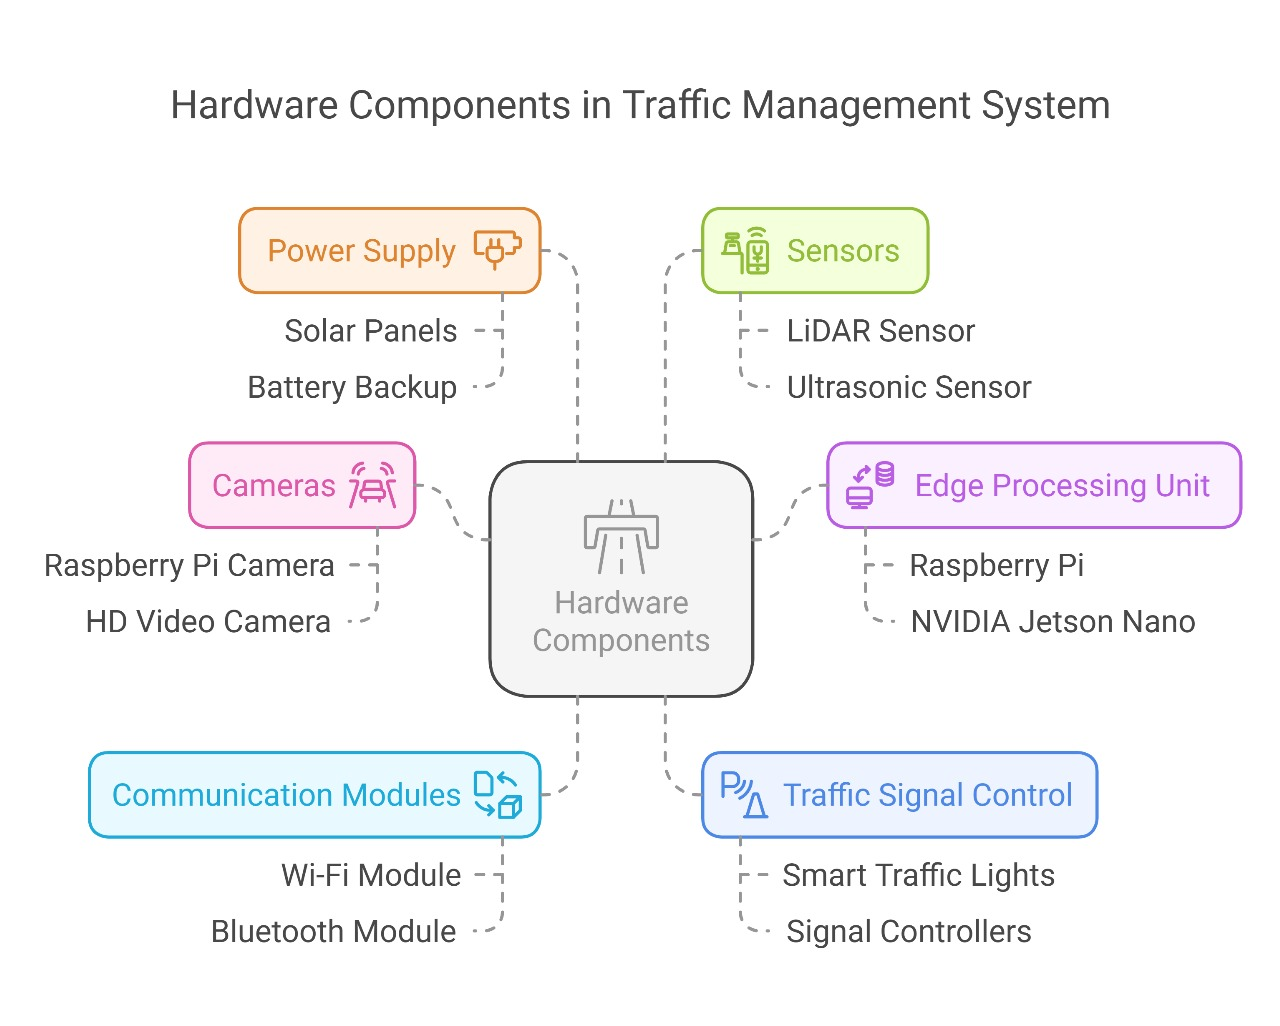 Hardware Components in Traffic Management System
Power Supply
Solar Panels
Battery Backup
Sensors
LiDAR Sensor
Ultrasonic Sensor
Cameras
Raspberry Pi Camera
HD Video Camera
Edge Processing Unit
Raspberry Pi
NVIDIA Jetson Nano
Hardware
Components
Communication Modules
Wi-Fi Module
Bluetooth Module
Traffic Signal Control
Smart Traffic Lights
Signal Controllers